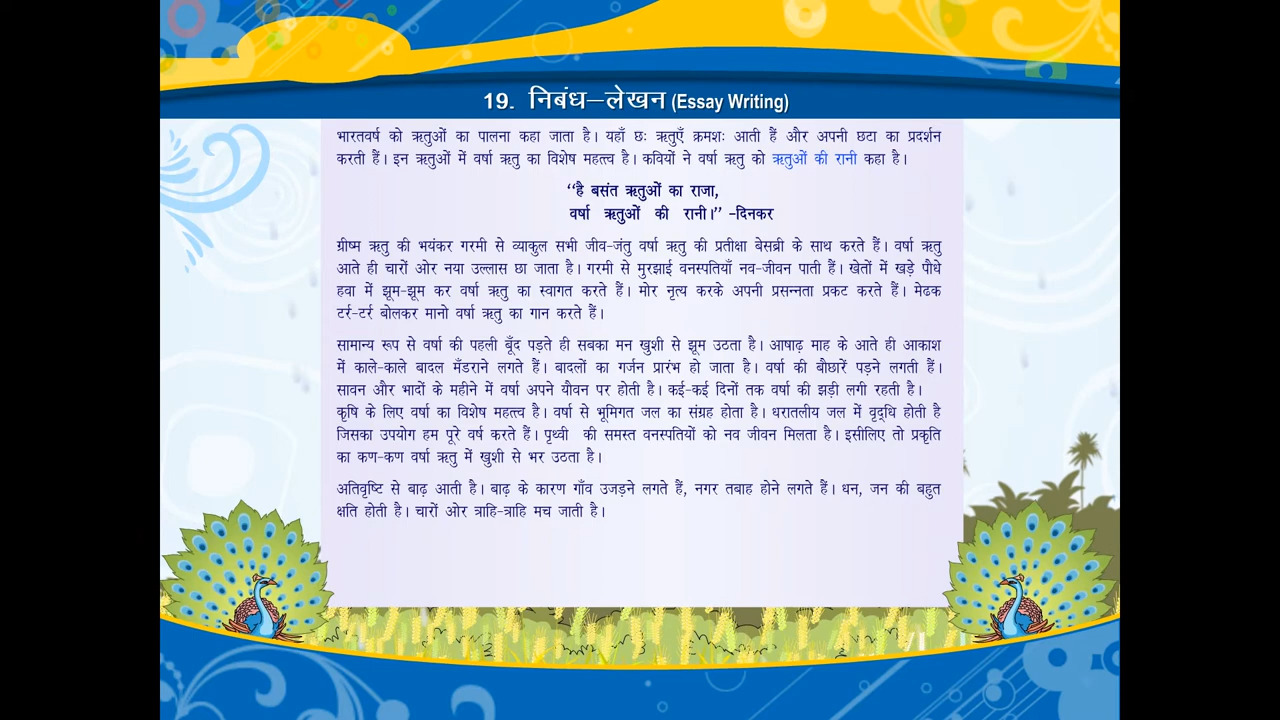 19. निबंध–लेखन (Essay Writing)
भारतवर्ष को ऋतुओं का पालना कहा जाता है। यहाँ छः ऋतुएँ क्रमशः आती हैं और अपनी छटा का प्रदर्शन
करती हैं। इन ऋतुओं में वर्षा ऋतु का विशेष महत्त्व है। कवियों ने वर्षा ऋतु को ऋतुओं की रानी कहा है।
“है बसंत ऋतुओं का राजा,
वर्षा ऋतुओं की रानी।” -दिनकर
ग्रीष्म ऋतु की भयंकर गरमी से व्याकुल सभी जीव-जंतु वर्षा ऋतु की प्रतीक्षा बेसब्री के साथ करते हैं। वर्षा ऋतु
आते ही चारों ओर नया उल्लास छा जाता है। गरमी से मुरझाई वनस्पतियाँ नव-जीवन पाती हैं। खेतों में खड़े पौधे
हवा में झूम-झूम कर वर्षा ऋतु का स्वागत करते हैं। मोर नृत्य करके अपनी प्रसन्नता प्रकट करते हैं। मेढक
टर्र-टर्र बोलकर मानो वर्षा ऋतु का गान करते हैं।
सामान्य रूप से वर्षा की पहली बूँद पड़ते ही सबका मन खुशी से झूम उठता है। आषाढ़ माह के आते ही आकाश
में काले-काले बादल मँडराने लगते हैं। बादलों का गर्जन प्रारंभ हो जाता है। वर्षा की बौछारें पड़ने लगती हैं।
सावन और भादों के महीने में वर्षा अपने यौवन पर होती है। कई-कई दिनों तक वर्षा की झड़ी लगी रहती है।
कृषि के लिए वर्षा का विशेष महत्त्व है। वर्षा से भूमिगत जल का संग्रह होता है। धरातलीय जल में वृद्धि होती है
जिसका उपयोग हम पूरे वर्ष करते हैं। पृथ्वी की समस्त वनस्पतियों को नव जीवन मिलता है। इसीलिए तो प्रकृति
का कण-कण वर्षा ऋतु में खुशी से भर उठता है।
अतिवृष्टि से बाढ़ आती है। बाढ़ के कारण गाँव उजड़ने लगते हैं, नगर तबाह होने लगते हैं। धन, जन की बहुत
क्षति होती है। चारों ओर त्राहि-त्राहि मच जाती है।